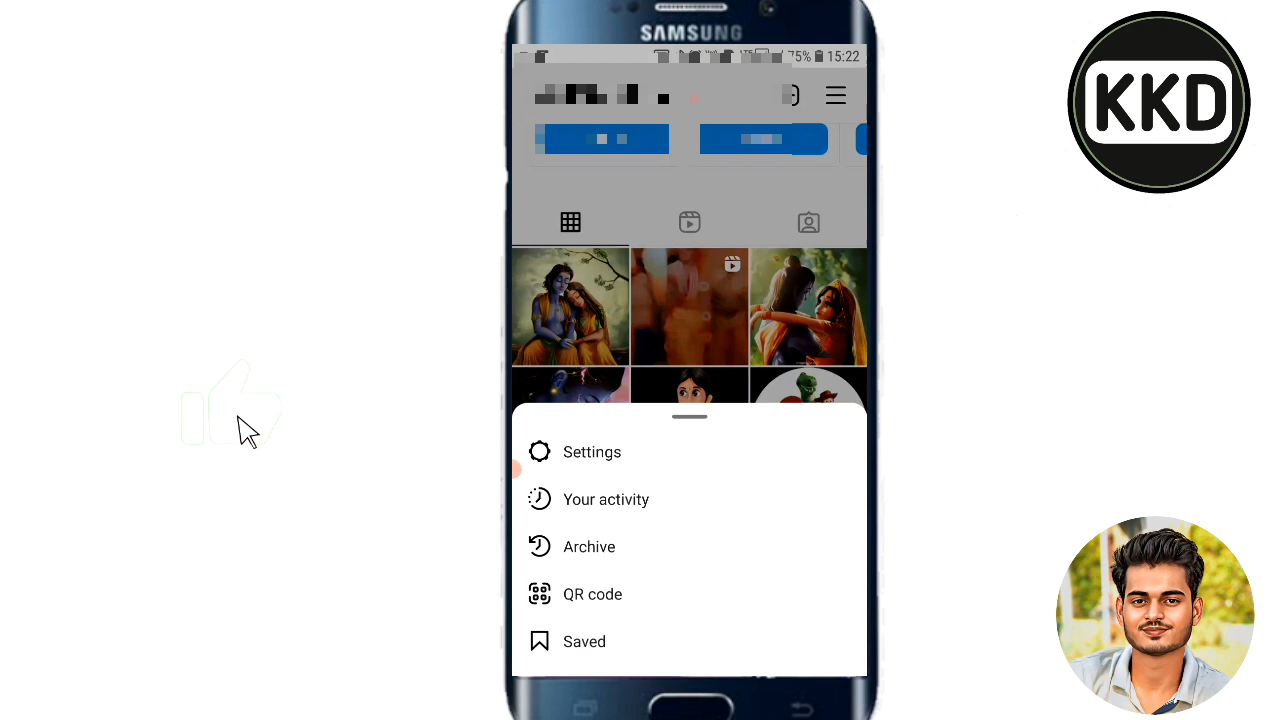 SAMSUNG
75% 15:22
KKD
Settings
Your activity
Archive
QR code
Saved